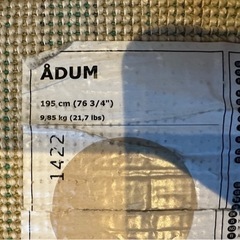 ÅDUM
195 cm (76 3/4")
9,85 kg (21,7 lbs)
1422